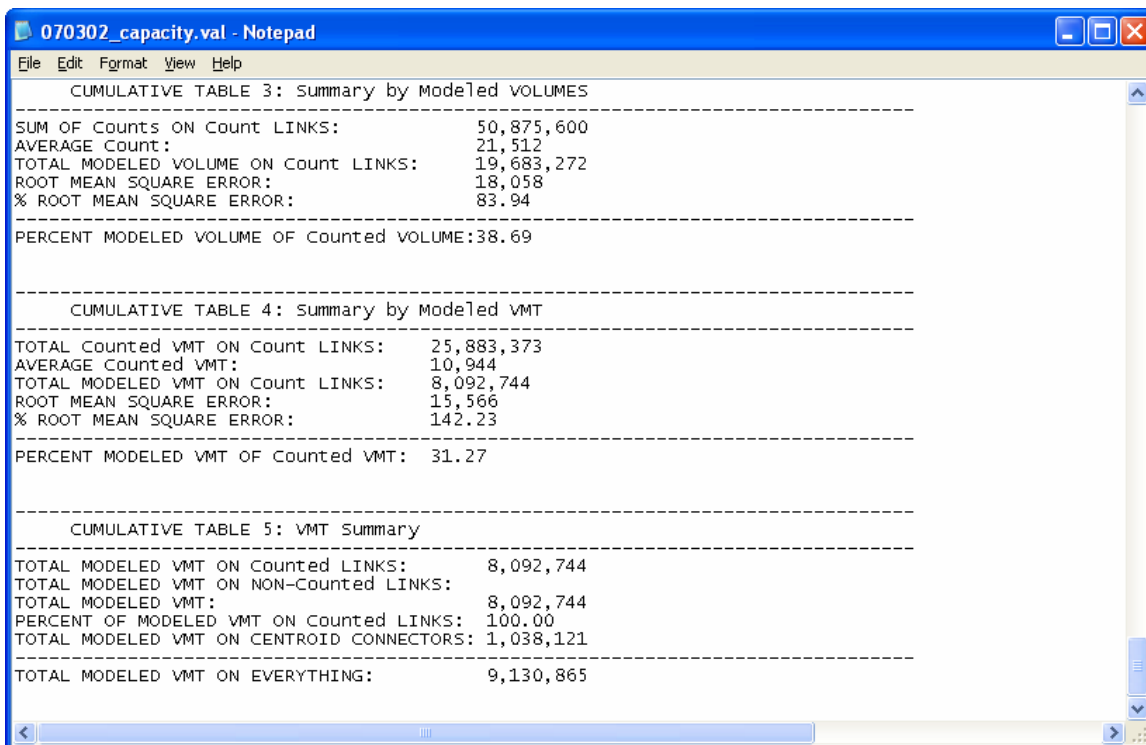 070302_capacity.val - Notepad
File Edit Format View Help
CUMULATIVE TABLE 3: Summary by Modeled VOLUMES
SUM OF Counts ON Count LINKS: 50,875,600
AVERAGE Count: 21,512
TOTAL MODELED VOLUME ON Count LINKS: 19,683,272
ROOT MEAN SQUARE ERROR: 18,058
% ROOT MEAN SQUARE ERROR: 83.94
PERCENT MODELED VOLUME OF Counted VOLUME:38.69
CUMULATIVE TABLE 4: Summary by Modeled VMT
TOTAL Counted VMT ON Count LINKS: 25,883,373
AVERAGE Counted VMT: 10,944
TOTAL MODELED VMT ON Count LINKS: 8,092,744
ROOT MEAN SQUARE ERROR: 15,566
% ROOT MEAN SQUARE ERROR: 142.23
PERCENT MODELED VMT OF Counted VMT: 31.27
CUMULATIVE TABLE 5: VMT Summary
TOTAL MODELED VMT ON Counted LINKS: 8,092,744
TOTAL MODELED VMT ON NON-Counted LINKS:
TOTAL MODELED VMT: 8,092,744
PERCENT OF MODELED VMT ON Counted LINKS: 100.00
TOTAL MODELED VMT ON CENTROID CONNECTORS: 1,038,121
TOTAL MODELED VMT ON EVERYTHING: 9,130,865